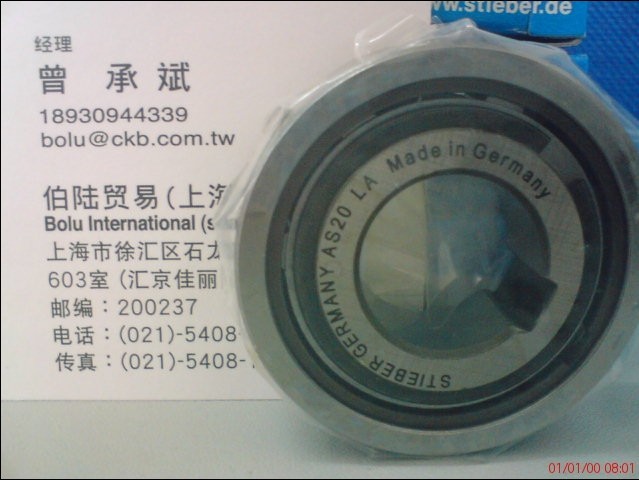 www.stieber.de
经理
曾 承 斌
18930944339
bolu@ckb.com.tw
伯陆贸易(上海
Bolu International (s
上海市徐汇区石龙
603室 (汇京佳丽
邮编：200237
电话：(021)-5408-
传真：(021)-5408-
STIEBER GERMANY AS20 LA Made in Germany
01/01/00 08:01